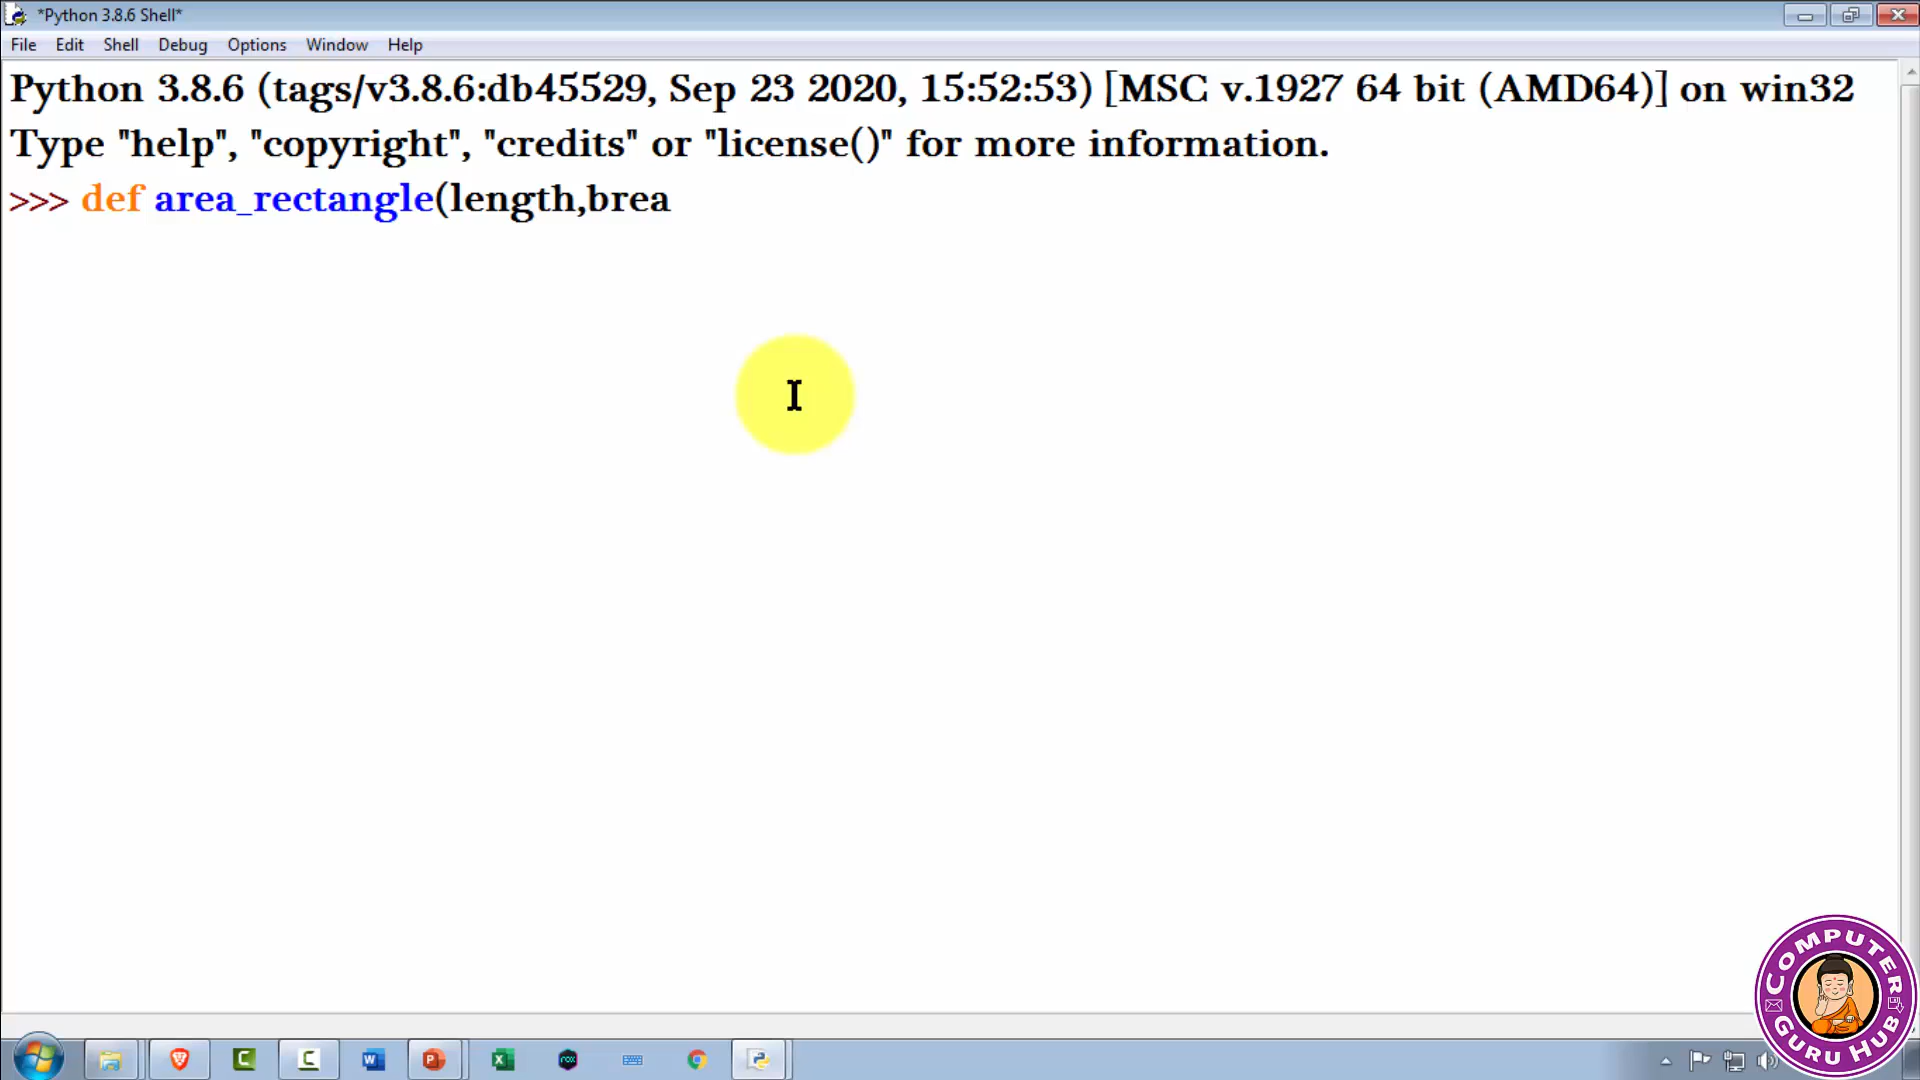 *Python 3.8.6 Shell*
File Edit Shell Debug Options Window Help
Python 3.8.6 (tags/v3.8.6:db45529, Sep 23 2020, 15:52:53) [MSC v.1927 64 bit (AMD64)] on win32
Type "help", "copyright", "credits" or "license()" for more information.
>>> def area_rectangle(length,brea
COMPUTER
GURU HUB